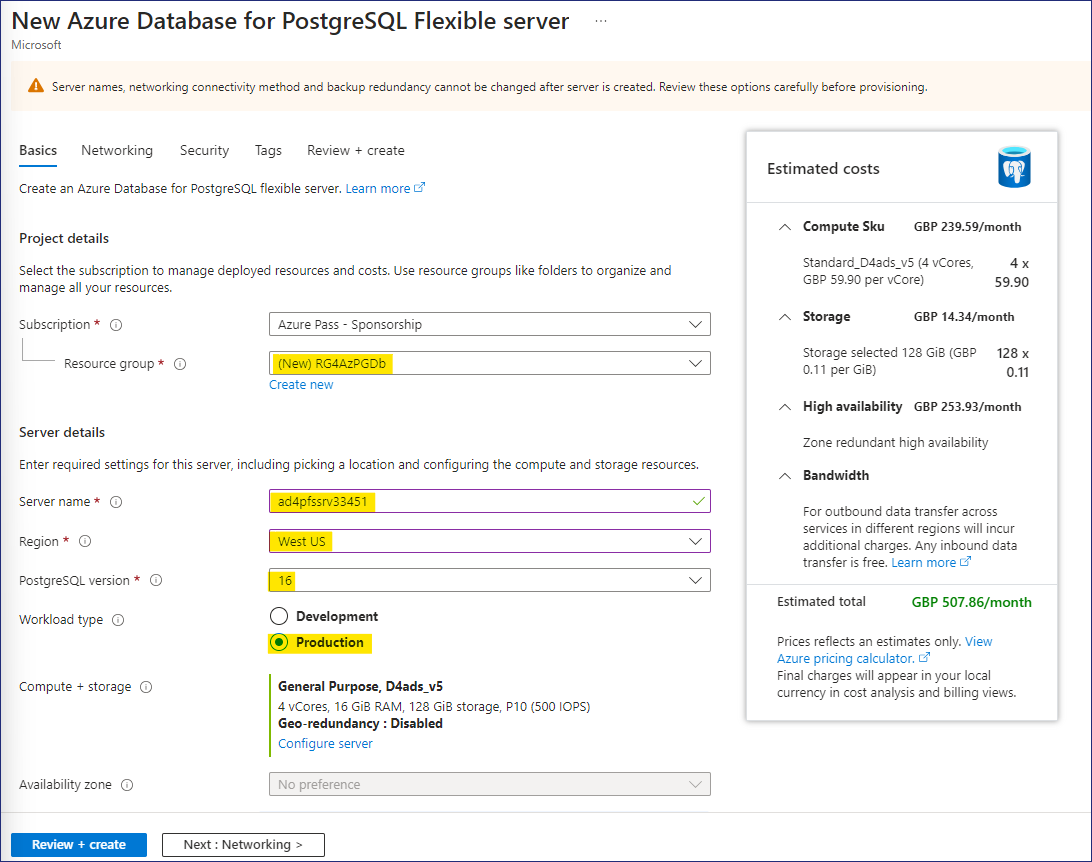 New Azure Database for PostgreSQL Flexible server ...
Microsoft
Server names, networking connectivity method and backup redundancy cannot be changed after server is created. Review these options carefully before provisioning.
Basics Networking Security Tags Review + create
Create an Azure Database for PostgreSQL flexible server. Learn more
Project details
Select the subscription to manage deployed resources and costs. Use resource groups like folders to organize and
manage all your resources.
Subscription *
Azure Pass - Sponsorship
Resource group *
(New) RG4AzPGDb
Create new
Server details
Enter required settings for this server, including picking a location and configuring the compute and storage resources.
Server name *
ad4pfssrv33451
Region *
West US
PostgreSQL version *
16
Workload type
Development
Production
Compute + storage
General Purpose, D4ads_v5
4 vCores, 16 GiB RAM, 128 GiB storage, P10 (500 IOPS)
Geo-redundancy : Disabled
Configure server
Availability zone
No preference
Review + create
Next : Networking >
Estimated costs
Compute Sku GBP 239.59/month
Standard_D4ads_v5 (4 vCores, 4 x
GBP 59.90 per vCore) 59.90
Storage GBP 14.34/month
Storage selected 128 GiB (GBP 128 x
0.11 per GiB) 0.11
High availability GBP 253.93/month
Zone redundant high availability
Bandwidth
For outbound data transfer across
services in different regions will incur
additional charges. Any inbound data
transfer is free. Learn more
Estimated total GBP 507.86/month
Prices reflects an estimates only. View
Azure pricing calculator.
Final charges will appear in your local
currency in cost analysis and billing views.